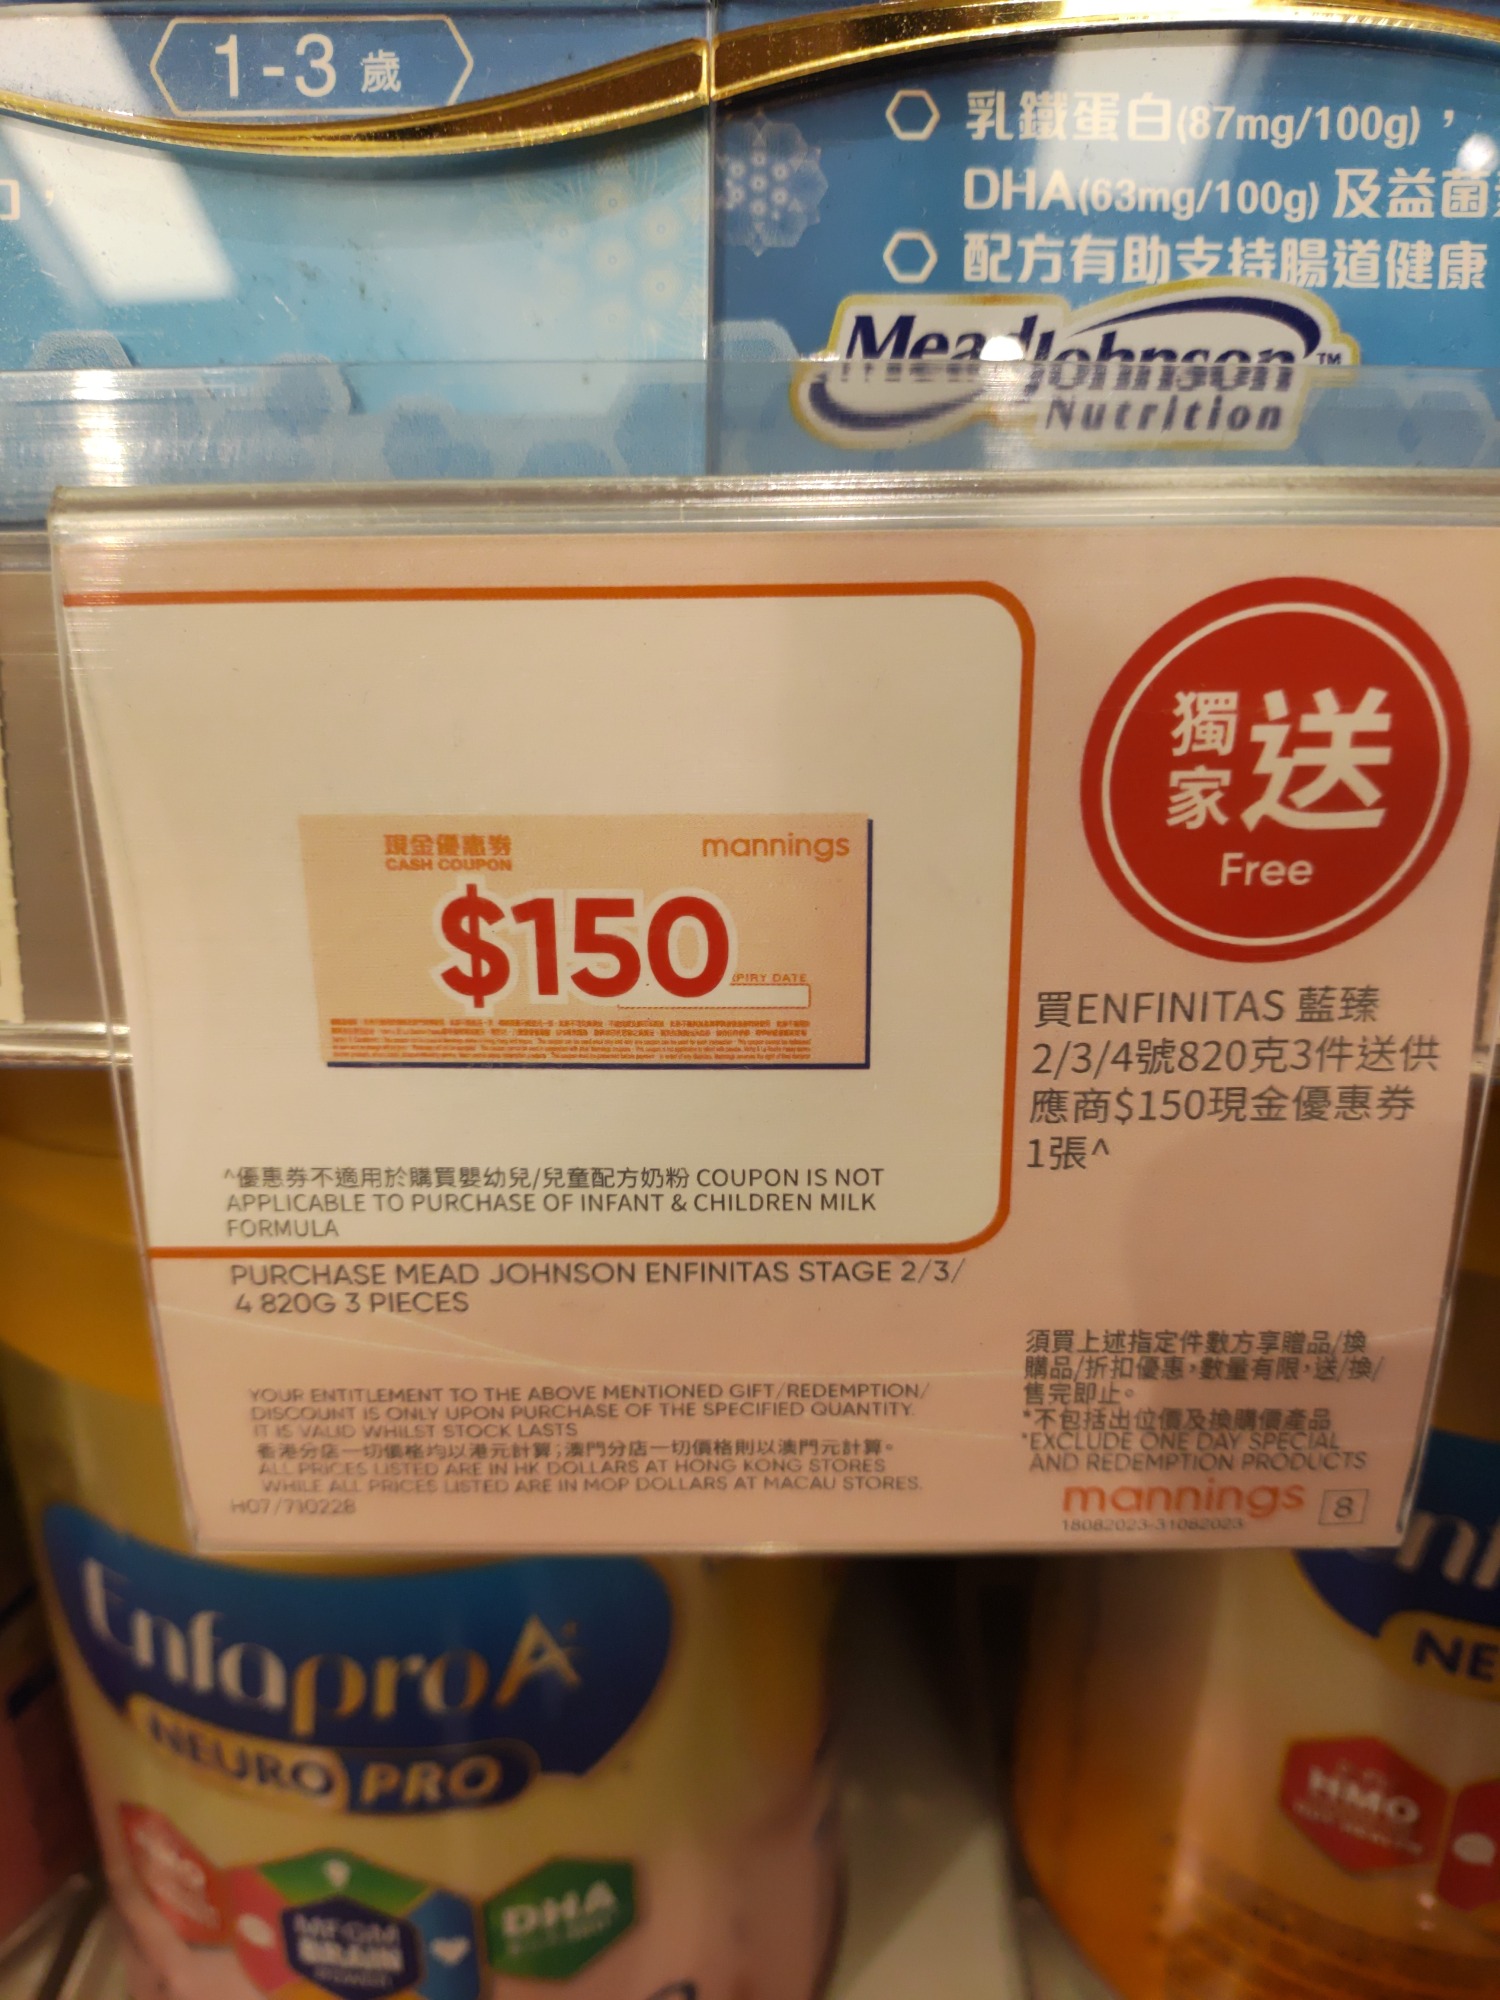 1-3 歲
乳鐵蛋白(87mg/100g)，
DHA(63mg/100g) 及益菌
配方有助支持腸道健康
MeadJohnson™
Nutrition
現金優惠券
CASH COUPON
mannings
$150
PIRY DATE
獨家送
Free
買ENFINITAS 藍臻
2/3/4號820克3件送供
應商$150現金優惠券
1張^
^優惠券不適用於購買嬰幼兒/兒童配方奶粉 COUPON IS NOT
APPLICABLE TO PURCHASE OF INFANT & CHILDREN MILK
FORMULA
PURCHASE MEAD JOHNSON ENFINITAS STAGE 2/3/
4 820G 3 PIECES
YOUR ENTITLEMENT TO THE ABOVE MENTIONED GIFT/REDEMPTION/
DISCOUNT IS ONLY UPON PURCHASE OF THE SPECIFIED QUANTITY.
IT IS VALID WHILST STOCK LASTS
香港分店一切價格均以港元計算；澳門分店一切價格則以澳門元計算。
ALL PRICES LISTED ARE IN HK DOLLARS AT HONG KONG STORES
WHILE ALL PRICES LISTED ARE IN MOP DOLLARS AT MACAU STORES.
H07/710228
須買上述指定件數方享贈品/換
購品/折扣優惠，數量有限，送/換/
售完即止。
*不包括出位價及換購價產品
*EXCLUDE ONE DAY SPECIAL
AND REDEMPTION PRODUCTS
mannings 8
18082023-31082023
EnfaproA+
NEUROPRO
MFGM
BRAIN
DHA
NE
HMO